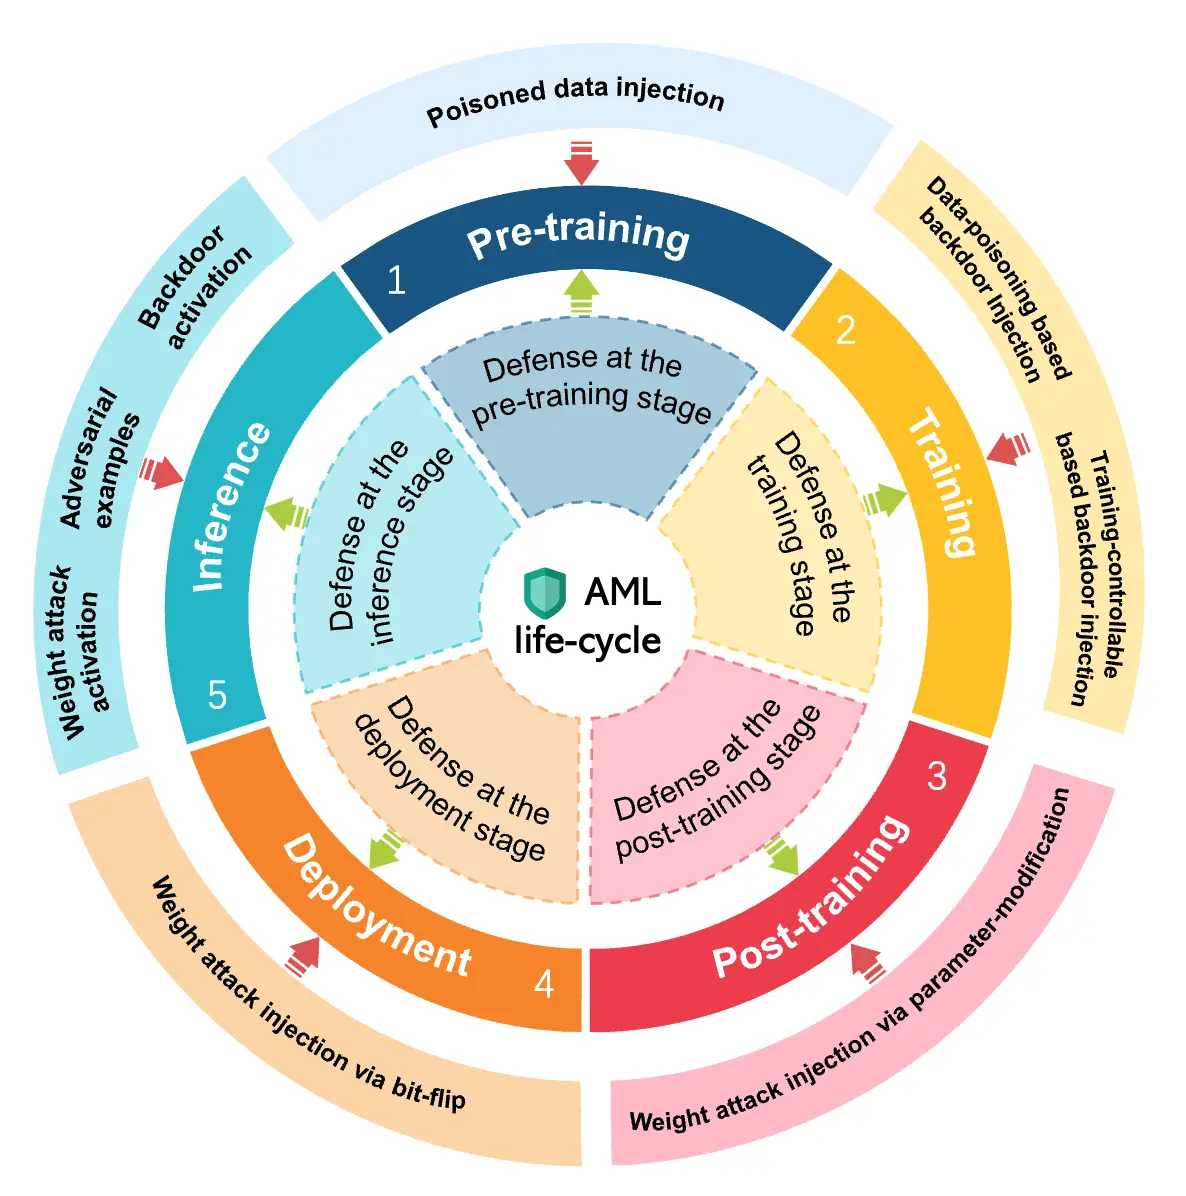 Poisoned data injection
Pre-training
1
Defense at the
pre-training stage
Data-poisoning based
backdoor Injection
Training-controllable
based backdoor injection
2
Training
Defense at the
training stage
Weight attack injection via parameter-modification
3
Post-training
Defense at the
post-training stage
Weight attack injection via bit-flip
4
Deployment
Defense at the
deployment stage
Backdoor
activation
Adversarial
examples
Weight attack
activation
5
Inference
Defense at the
inference stage
AML
life-cycle